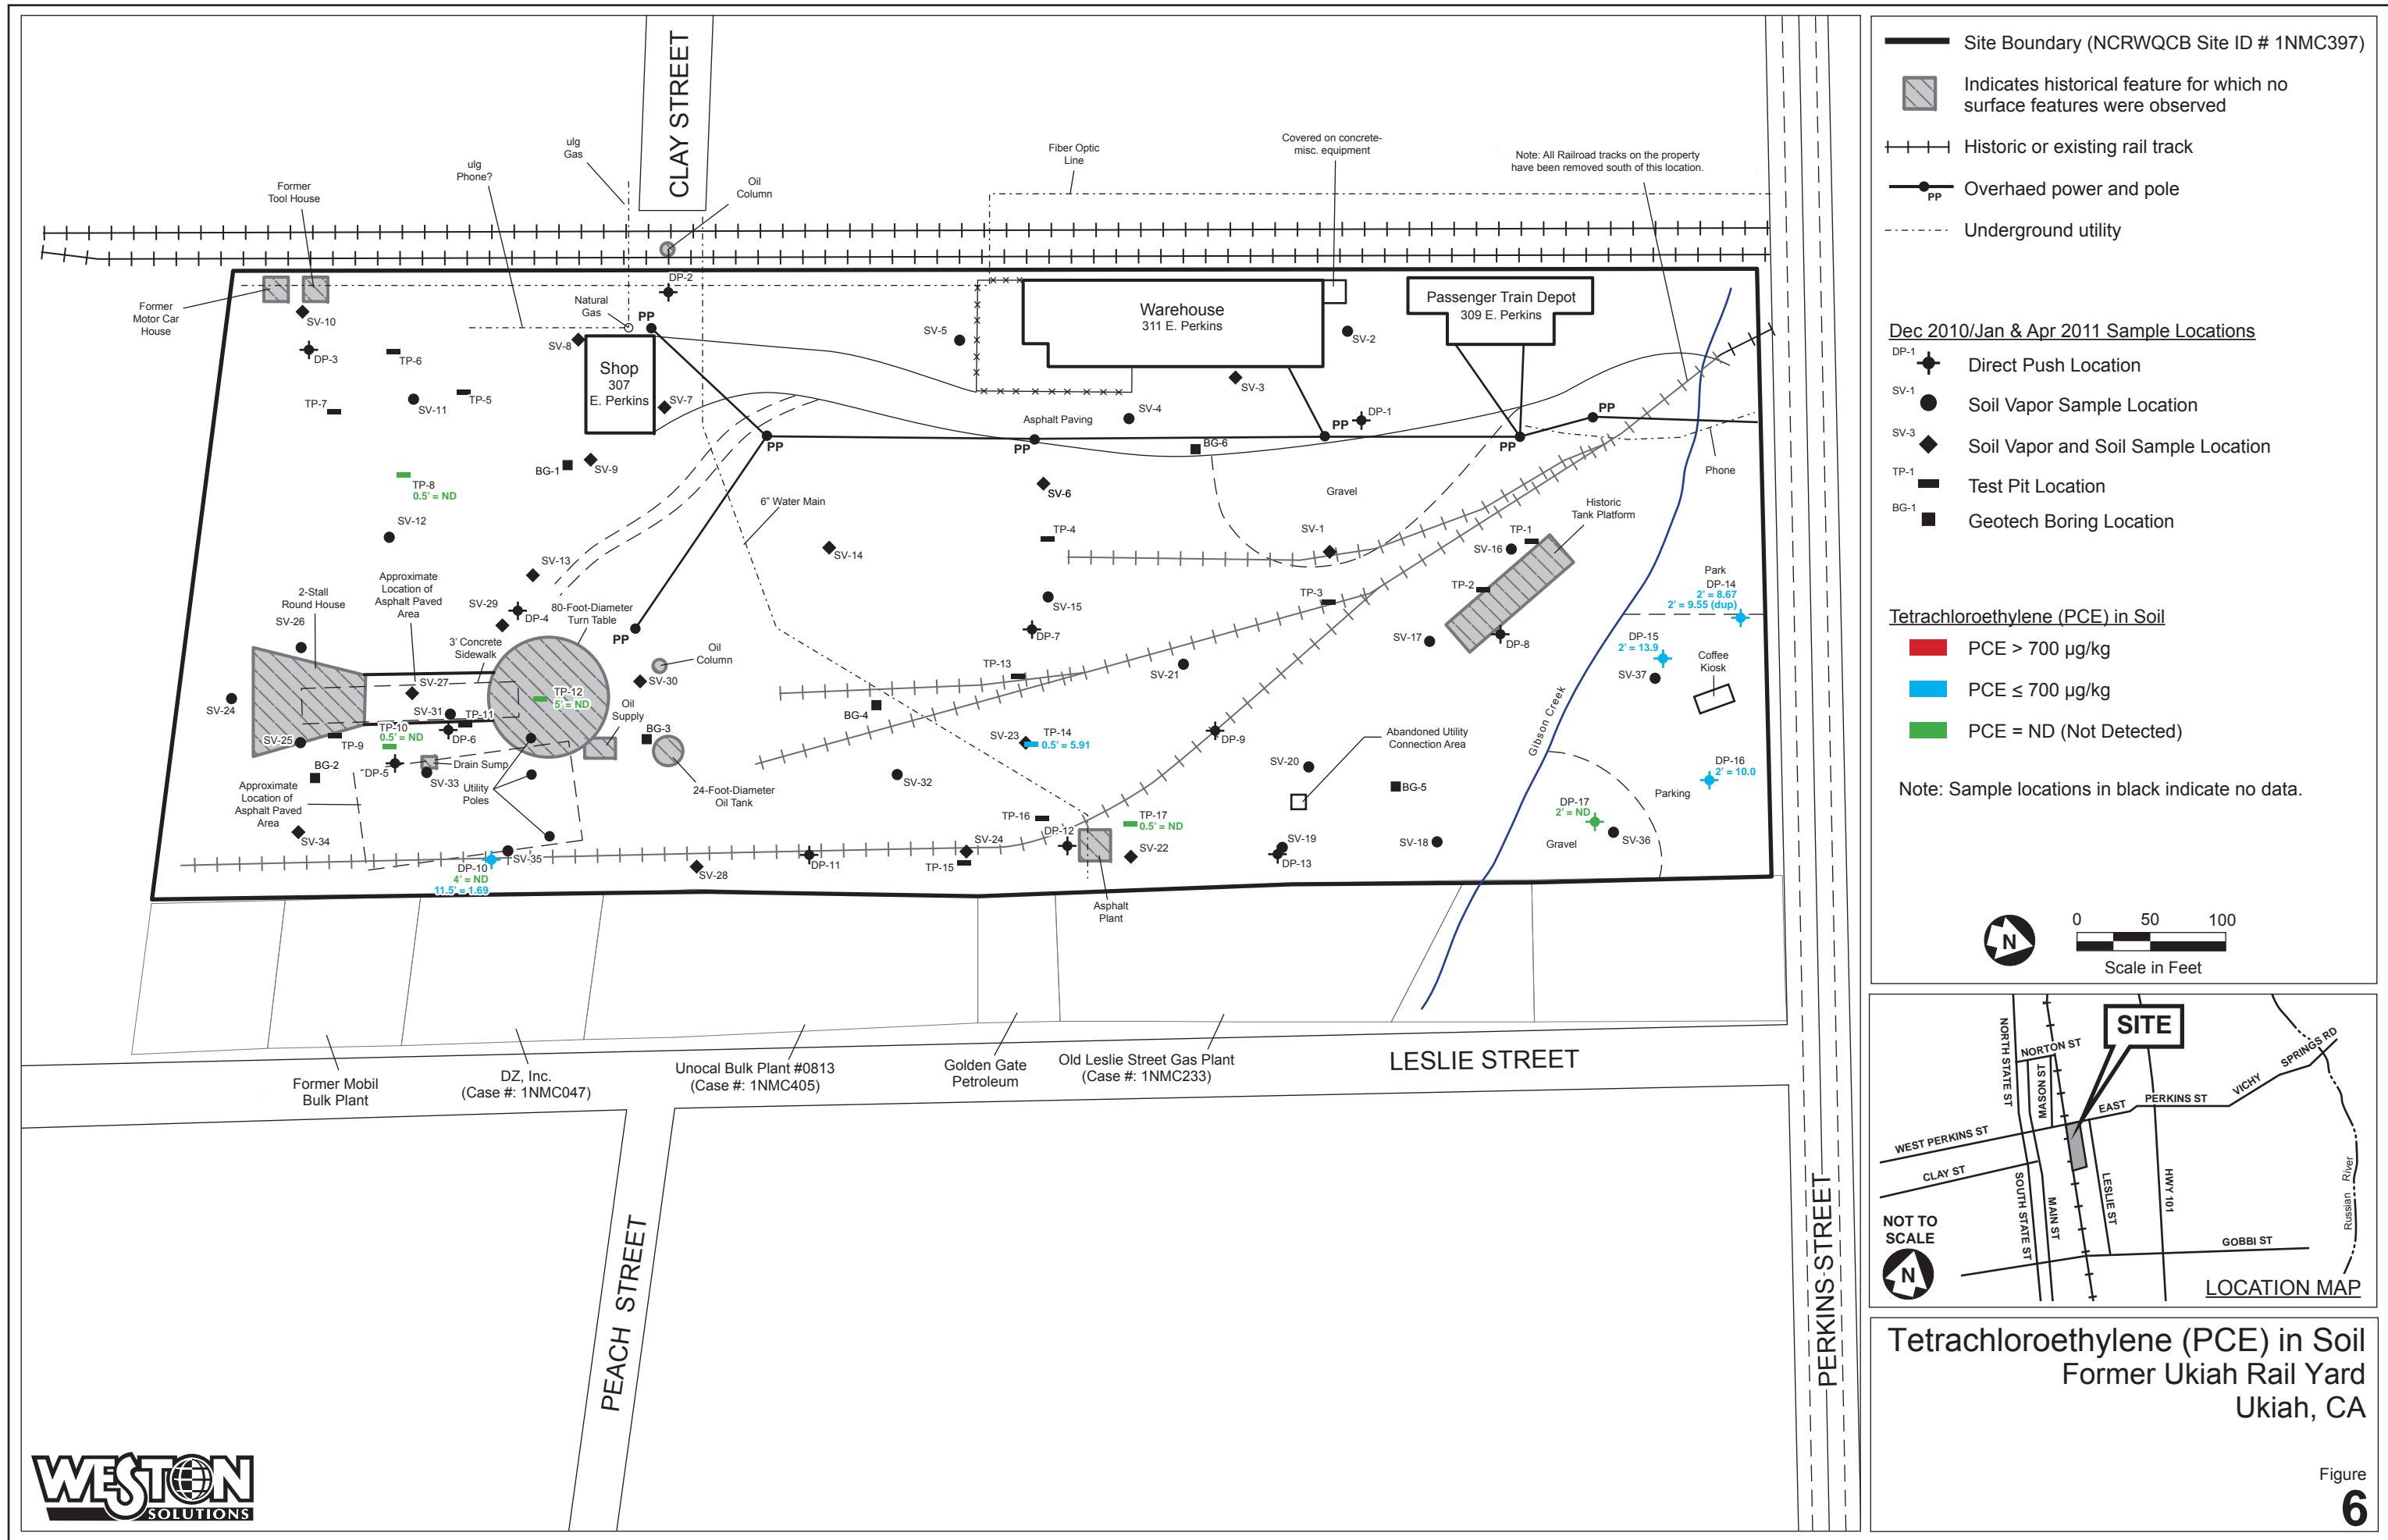 CLAY STREET
ulg
Gas
ulg
Phone?
Former
Tool House
Oil
Column
Fiber Optic
Line
Covered on concrete-
misc. equipment
Note: All Railroad tracks on the property
have been removed south of this location.
Former
Motor Car
House
SV-10
DP-3
TP-6
TP-7
SV-11
TP-5
Natural
Gas
DP-2
PP
SV-8
Shop
307
E. Perkins
SV-7
SV-5
Warehouse
311 E. Perkins
SV-2
Passenger Train Depot
309 E. Perkins
SV-3
SV-4
Asphalt Paving
DP-1
PP
PP
PP
PP
PP
BG-6
Phone
BG-1
SV-9
TP-8
0.5' = ND
SV-12
6" Water Main
SV-6
Gravel
Historic
Tank Platform
TP-4
SV-1
TP-1
SV-16
SV-14
SV-13
Approximate
Location of
Asphalt Paved
Area
2-Stall
Round House
SV-26
SV-29
DP-4
80-Foot-Diameter
Turn Table
PP
3' Concrete
Sidewalk
SV-15
DP-7
TP-3
TP-2
SV-17
DP-8
Park
DP-14
2' = 8.67
2' = 9.55 (dup)
DP-15
2' = 13.9
SV-37
Coffee
Kiosk
Oil
Column
SV-30
TP-13
SV-21
SV-24
SV-27
SV-31
TP-11
TP-12
5' = ND
Oil
Supply
BG-3
BG-4
SV-25
TP-9
TP-10
0.5' = ND
DP-6
SV-23
TP-14
0.5' = 5.91
DP-9
Abandoned Utility
Connection Area
Gibson Creek
BG-2
DP-5
Drain Sump
SV-33
Utility
Poles
24-Foot-Diameter
Oil Tank
SV-32
SV-20
BG-5
DP-16
2' = 10.0
Parking
Approximate
Location of
Asphalt Paved
Area
SV-34
SV-35
DP-10
4' = ND
11.5' = 1.69
SV-28
DP-11
SV-24
TP-15
TP-16
DP-12
TP-17
0.5' = ND
SV-22
SV-19
DP-13
SV-18
DP-17
2' = ND
SV-36
Gravel
Asphalt
Plant
Former Mobil
Bulk Plant
DZ, Inc.
(Case #: 1NMC047)
Unocal Bulk Plant #0813
(Case #: 1NMC405)
Golden Gate
Petroleum
Old Leslie Street Gas Plant
(Case #: 1NMC233)
LESLIE STREET
PEACH STREET
PERKINS STREET
WESTON
SOLUTIONS
Site Boundary (NCRWQCB Site ID # 1NMC397)
Indicates historical feature for which no
surface features were observed
Historic or existing rail track
PP
Overhaed power and pole
Underground utility
Dec 2010/Jan & Apr 2011 Sample Locations
DP-1
Direct Push Location
SV-1
Soil Vapor Sample Location
SV-3
Soil Vapor and Soil Sample Location
TP-1
Test Pit Location
BG-1
Geotech Boring Location
Tetrachloroethylene (PCE) in Soil
PCE > 700 µg/kg
PCE ≤ 700 µg/kg
PCE = ND (Not Detected)
Note: Sample locations in black indicate no data.
N
0 50 100
Scale in Feet
SITE
NORTH STATE ST
NORTON ST
MASON ST
EAST PERKINS ST
VICHY SPRINGS RD
WEST PERKINS ST
CLAY ST
SOUTH STATE ST
MAIN ST
LESLIE ST
HWY 101
Russian River
GOBBI ST
NOT TO
SCALE
N
LOCATION MAP
Tetrachloroethylene (PCE) in Soil
Former Ukiah Rail Yard
Ukiah, CA
Figure
6